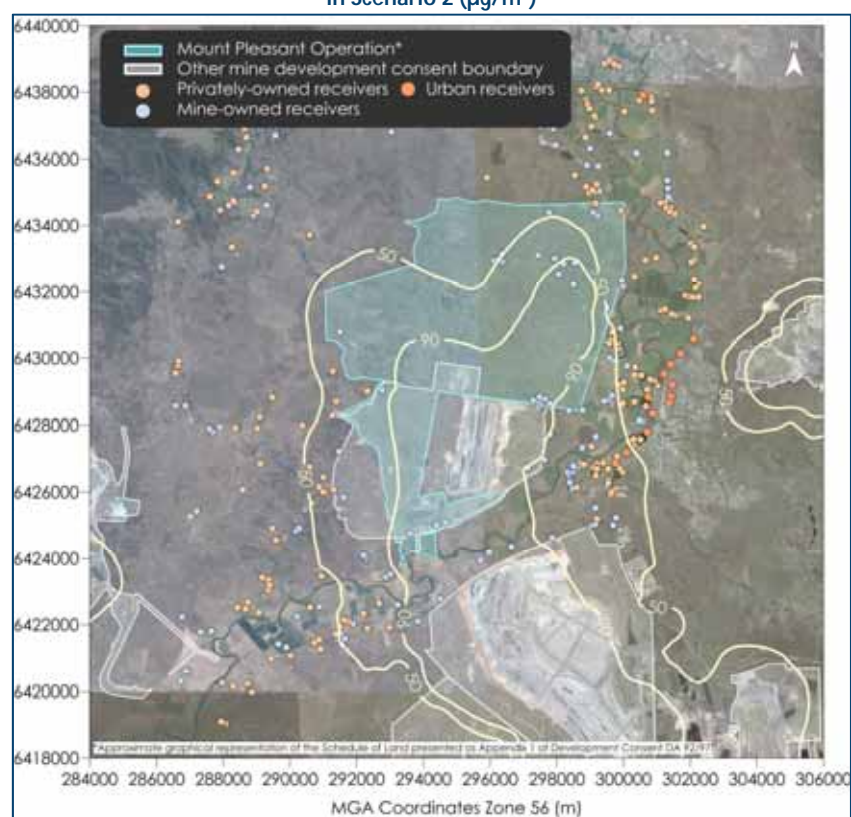 in Scenario 2 (µg/m³)
N
Mount Pleasant Operation*
Other mine development consent boundary
Privately-owned receivers Urban receivers
Mine-owned receivers
6440000
6438000
6436000
6434000
6432000
6430000
6428000
6426000
6424000
6422000
6420000
6418000
50
50
90
90
50
50
90
50
50
*Approximate graphical representation of the Schedule of Land presented as Appendix 1 of Development Consent DA 92/97
284000 286000 288000 290000 292000 294000 296000 298000 300000 302000 304000 306000
MGA Coordinates Zone 56 (m)